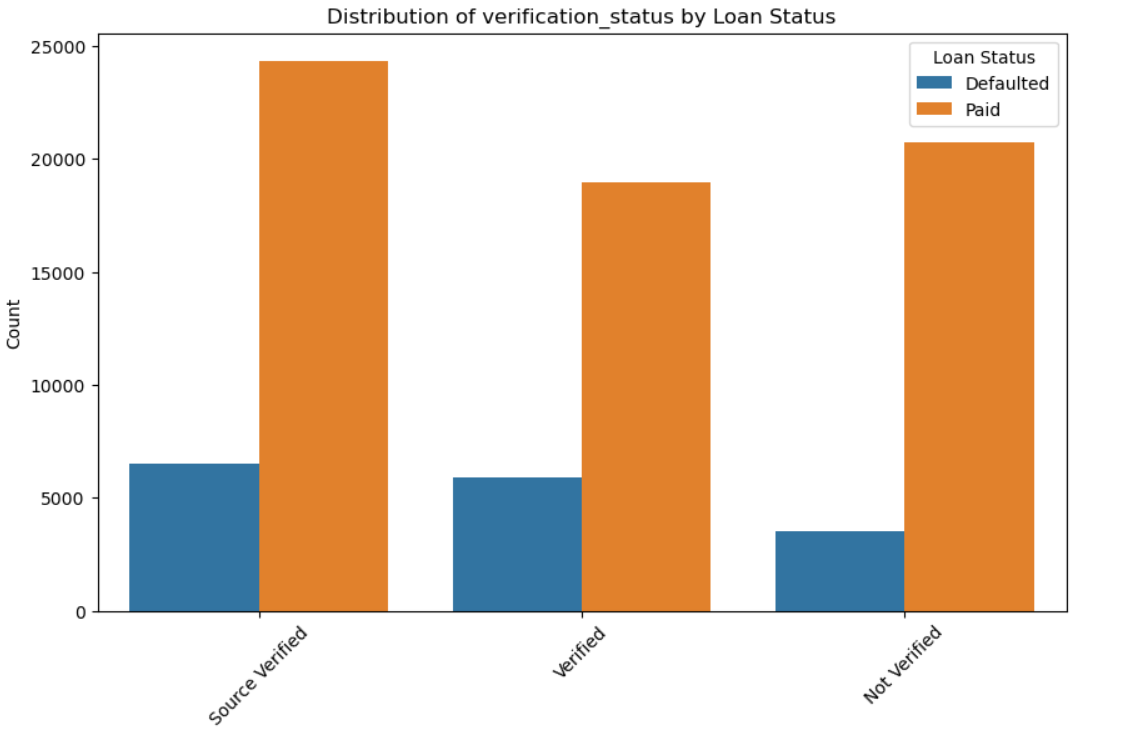 Distribution of verification_status by Loan Status
Loan Status
Defaulted
Paid
Count
25000
20000
15000
10000
5000
0
Source Verified
Verified
Not Verified